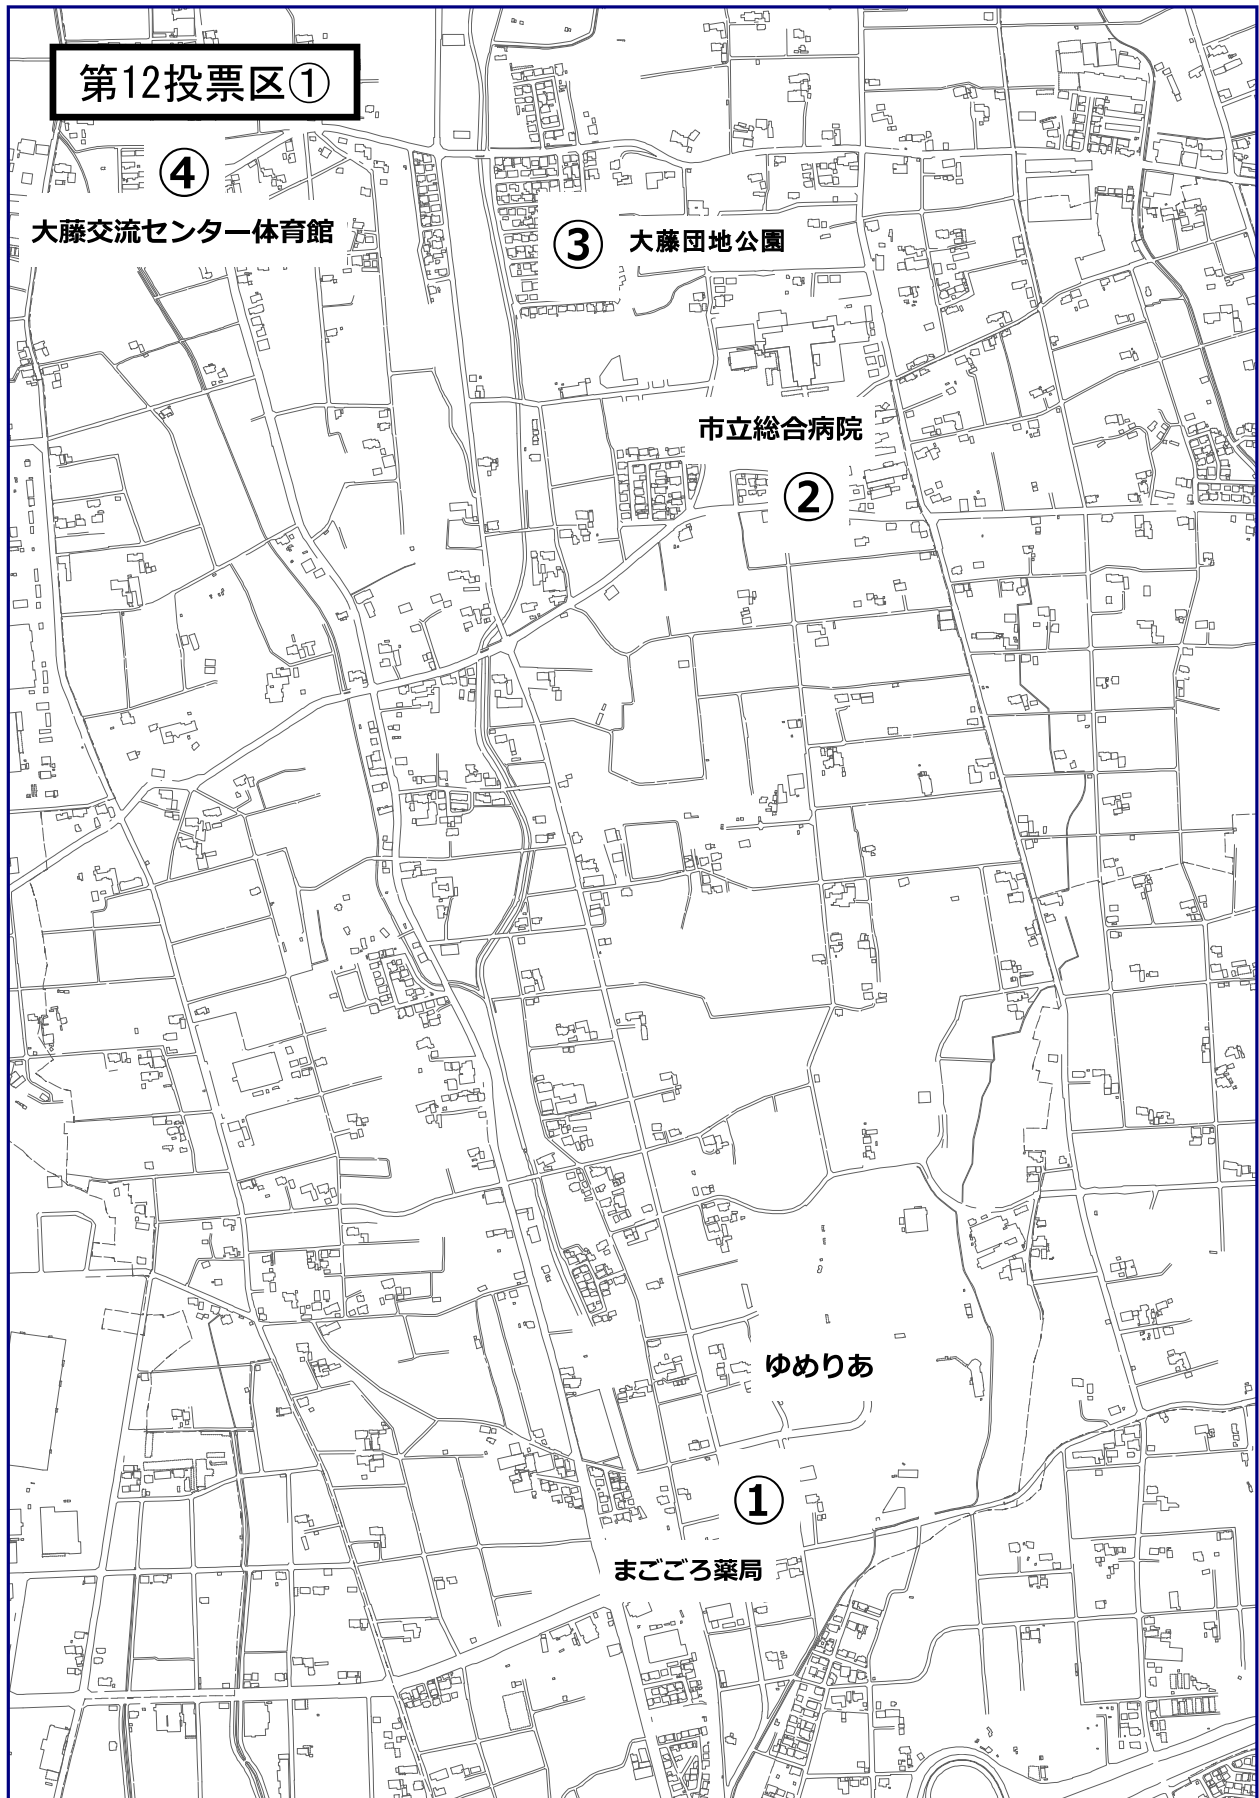 第12投票区①
④
大藤交流センター体育館
③
大藤団地公園
市立総合病院
②
ゆめりあ
①
まごころ薬局